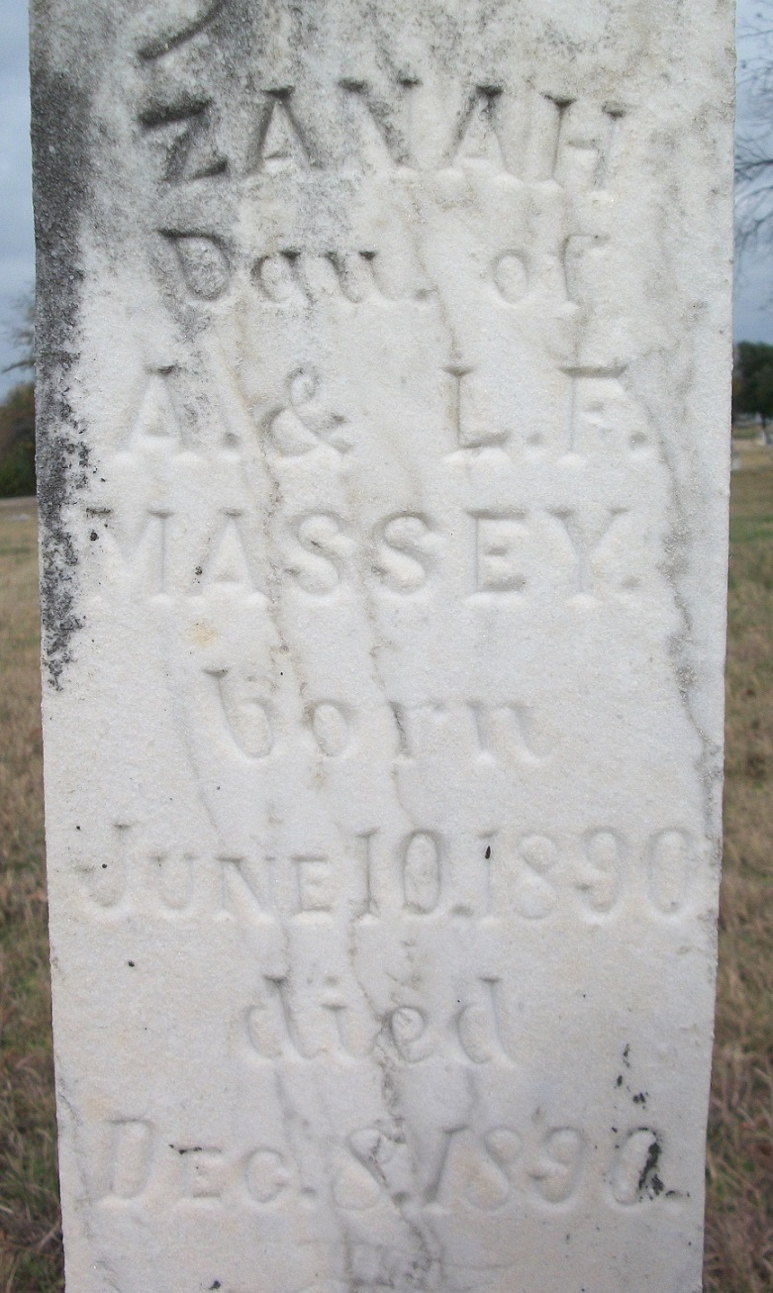 ZANAH
Dau. of
A. & L. F.
MASSEY.
born
JUNE 10. 1890
died
DEC. 8. 1890.